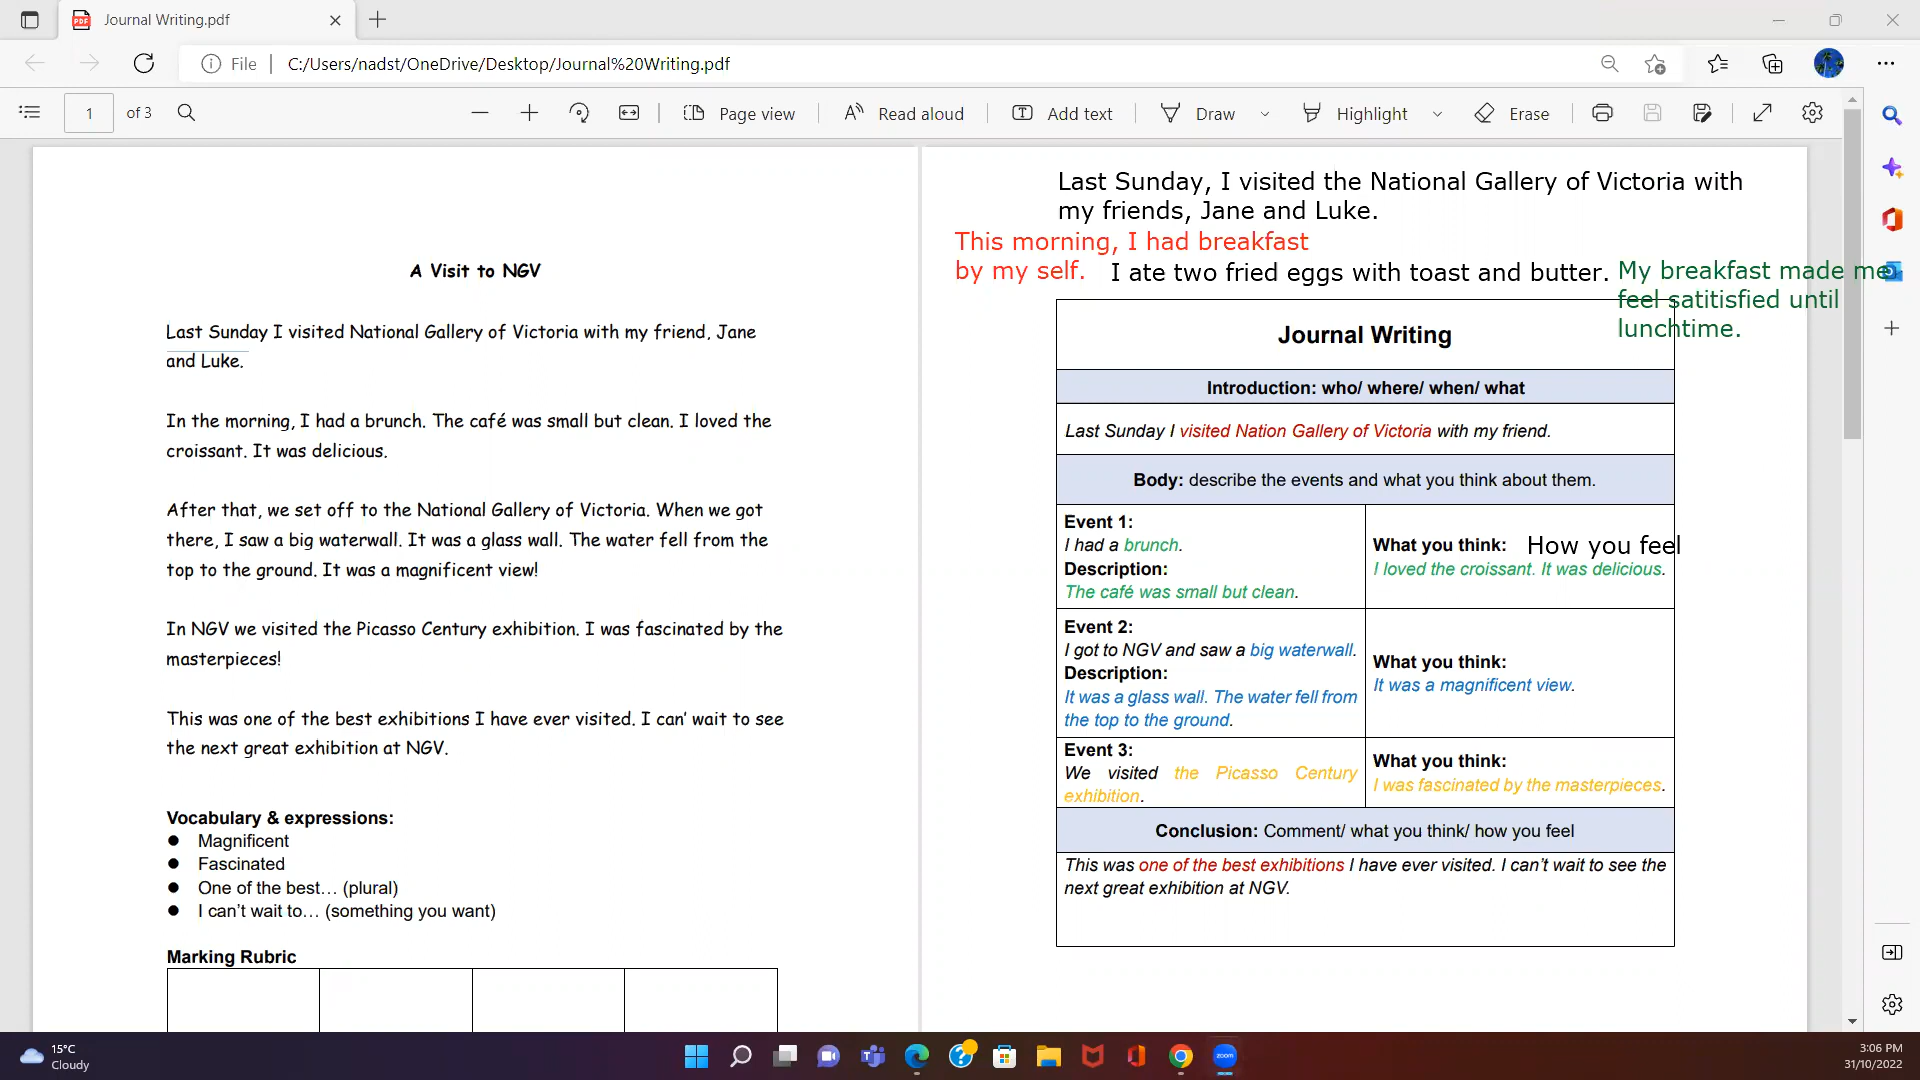 Journal Writing.pdf
File
C:/Users/nadst/OneDrive/Desktop/Journal%20Writing.pdf
1 of 3
Page view
Read aloud
Add text
Draw
Highlight
Erase
A Visit to NGV
Last Sunday I visited National Gallery of Victoria with my friend, Jane
and Luke.
In the morning, I had a brunch. The café was small but clean. I loved the
croissant. It was delicious.
After that, we set off to the National Gallery of Victoria. When we got
there, I saw a big waterwall. It was a glass wall. The water fell from the
top to the ground. It was a magnificent view!
In NGV we visited the Picasso Century exhibition. I was fascinated by the
masterpieces!
This was one of the best exhibitions I have ever visited. I can' wait to see
the next great exhibition at NGV.
Vocabulary & expressions:
● Magnificent
● Fascinated
● One of the best… (plural)
● I can't wait to… (something you want)
Marking Rubric
Last Sunday, I visited the National Gallery of Victoria with
my friends, Jane and Luke.
This morning, I had breakfast
by my self.
I ate two fried eggs with toast and butter.
My breakfast made me
feel satitisfied until
lunchtime.
Journal Writing
Introduction: who/ where/ when/ what
Last Sunday I visited Nation Gallery of Victoria with my friend.
Body: describe the events and what you think about them.
Event 1:
I had a brunch.
Description:
The café was small but clean.
What you think: How you feel
I loved the croissant. It was delicious.
Event 2:
I got to NGV and saw a big waterwall.
Description:
It was a glass wall. The water fell from
the top to the ground.
What you think:
It was a magnificent view.
Event 3:
We visited the Picasso Century
exhibition.
What you think:
I was fascinated by the masterpieces.
Conclusion: Comment/ what you think/ how you feel
This was one of the best exhibitions I have ever visited. I can't wait to see the
next great exhibition at NGV.
15°C
Cloudy
zoom
3:06 PM
31/10/2022